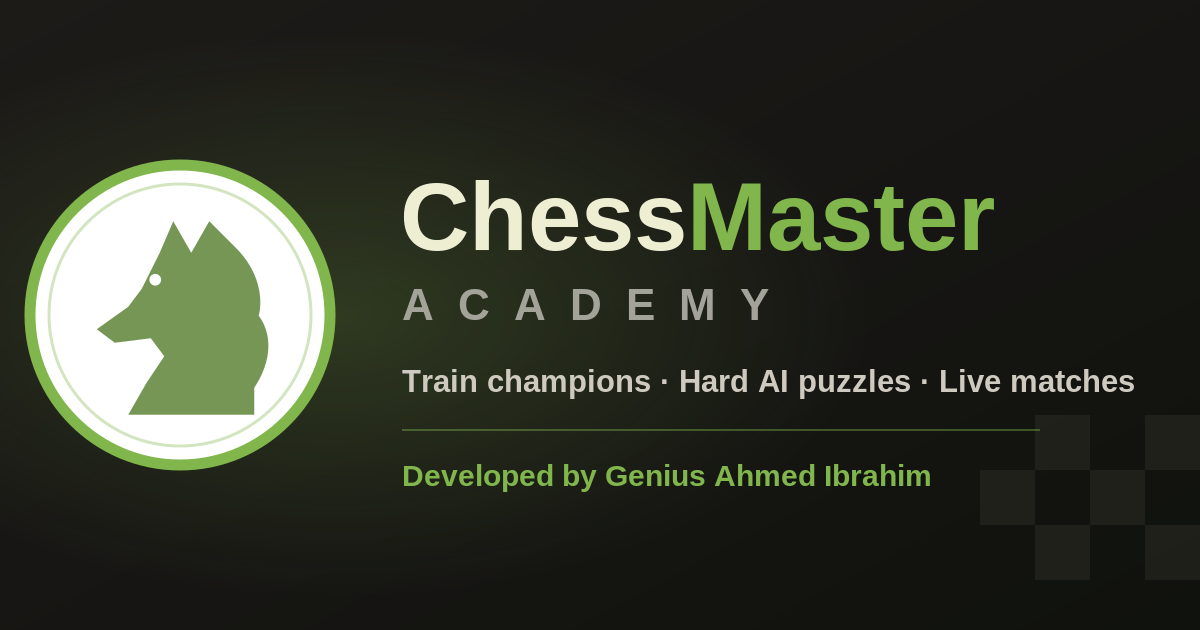 ChessMaster
ACADEMY
Train champions · Hard AI puzzles · Live matches
Developed by Genius Ahmed Ibrahim